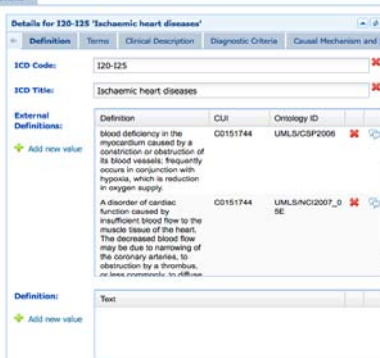 Details for I20-I25 'Ischaemic heart diseases'
Definition Terms Clinical Description Diagnostic Criteria Causal Mechanism and
ICD Code: I20-I25
ICD Title: Ischaemic heart diseases
External Definitions:
Add new value
Definition CUI Ontology ID
blood deficiency in the C0151744 UMLS/CSP2006
myocardium caused by a
constriction or obstruction of
its blood vessels; frequently
occurs in conjunction with
hypoxia, which is reduction
in oxygen supply.
A disorder of cardiac C0151744 UMLS/NCI2007_0
function caused by 5E
insufficient blood flow to the
muscle tissue of the heart.
The decreased blood flow
may be due to narrowing of
the coronary arteries, to
obstruction by a thrombus,
or less commonly, to diffuse
Definition: Text
Add new value